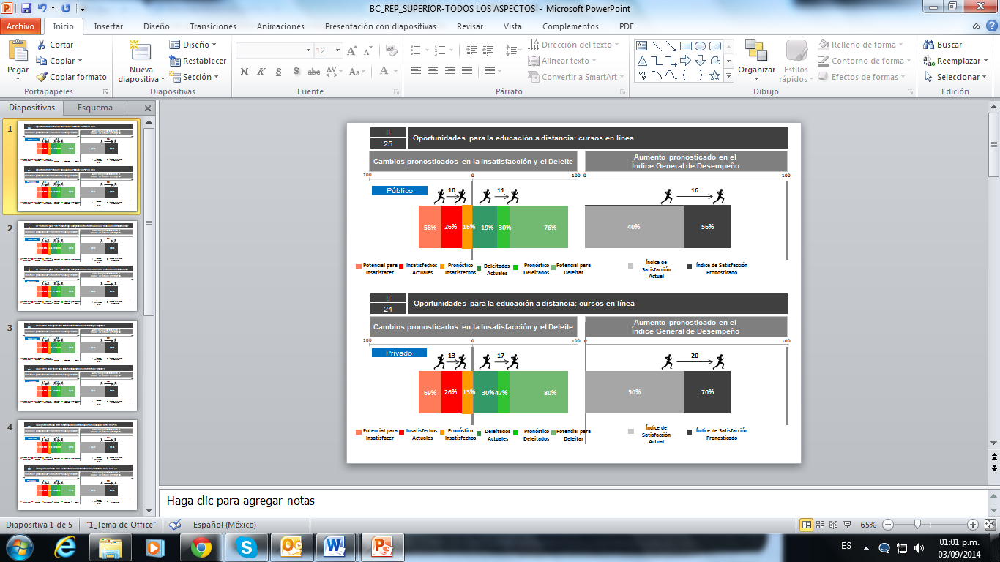 BC_REP_SUPERIOR-TODOS LOS ASPECTOS - Microsoft PowerPoint
Archivo Inicio Insertar Diseño Transiciones Animaciones Presentación con diapositivas Revisar Vista Complementos PDF
Pegar
Cortar
Copiar
Copiar formato
Portapapeles
Nueva
diapositiva
Diseño
Restablecer
Sección
Diapositivas
12
N K S S abc AV Aa A
Fuente
Dirección del texto
Alinear texto
Convertir a SmartArt
Párrafo
Organizar
Estilos
rápidos
Relleno de forma
Contorno de forma
Efectos de formas
Dibujo
Buscar
Reemplazar
Seleccionar
Edición
Diapositivas Esquema
1
2
3
4
II
25
Oportunidades para la educación a distancia: cursos en línea
Cambios pronosticados en la Insatisfacción y el Deleite
Aumento pronosticado en el
Índice General de Desempeño
100 0 100 0 100
Público
10 11 16
58% 26% 16% 19% 30% 76% 40% 56%
Potencial para
Insatisfacer
Insatisfechos
Actuales
Pronóstico
Insatisfechos
Deleitados
Actuales
Pronóstico
Deleitados
Potencial para
Deleitar
Índice de
Satisfacción
Actual
Índice de Satisfacción
Pronosticado
II
24
Oportunidades para la educación a distancia: cursos en línea
Cambios pronosticados en la Insatisfacción y el Deleite
Aumento pronosticado en el
Índice General de Desempeño
100 0 100 0 100
Privado
13 17 20
69% 26% 13% 30% 47% 80% 50% 70%
Potencial para
Insatisfacer
Insatisfechos
Actuales
Pronóstico
Insatisfechos
Deleitados
Actuales
Pronóstico
Deleitados
Potencial para
Deleitar
Índice de
Satisfacción
Actual
Índice de Satisfacción
Pronosticado
Haga clic para agregar notas
Diapositiva 1 de 5 "1_Tema de Office" Español (México) 65%
ES 01:01 p.m.
03/09/2014